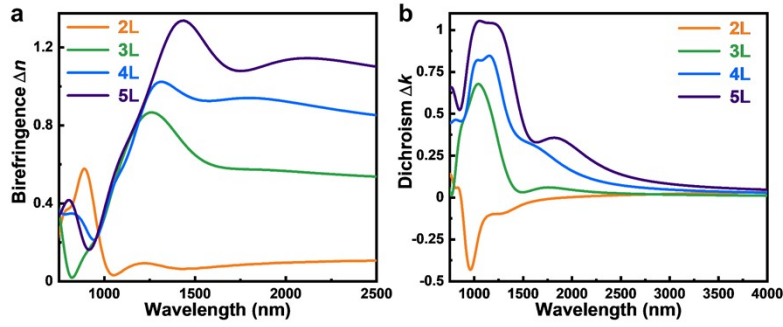 a
2L
3L
4L
5L
Birefringence Δn
1.2
0.8
0.4
0
1000
1500
2000
2500
Wavelength (nm)
b
2L
3L
4L
5L
Dichroism Δk
1
0.75
0.5
0.25
0
-0.25
-0.5
1000
1500
2000
2500
3000
3500
4000
Wavelength (nm)